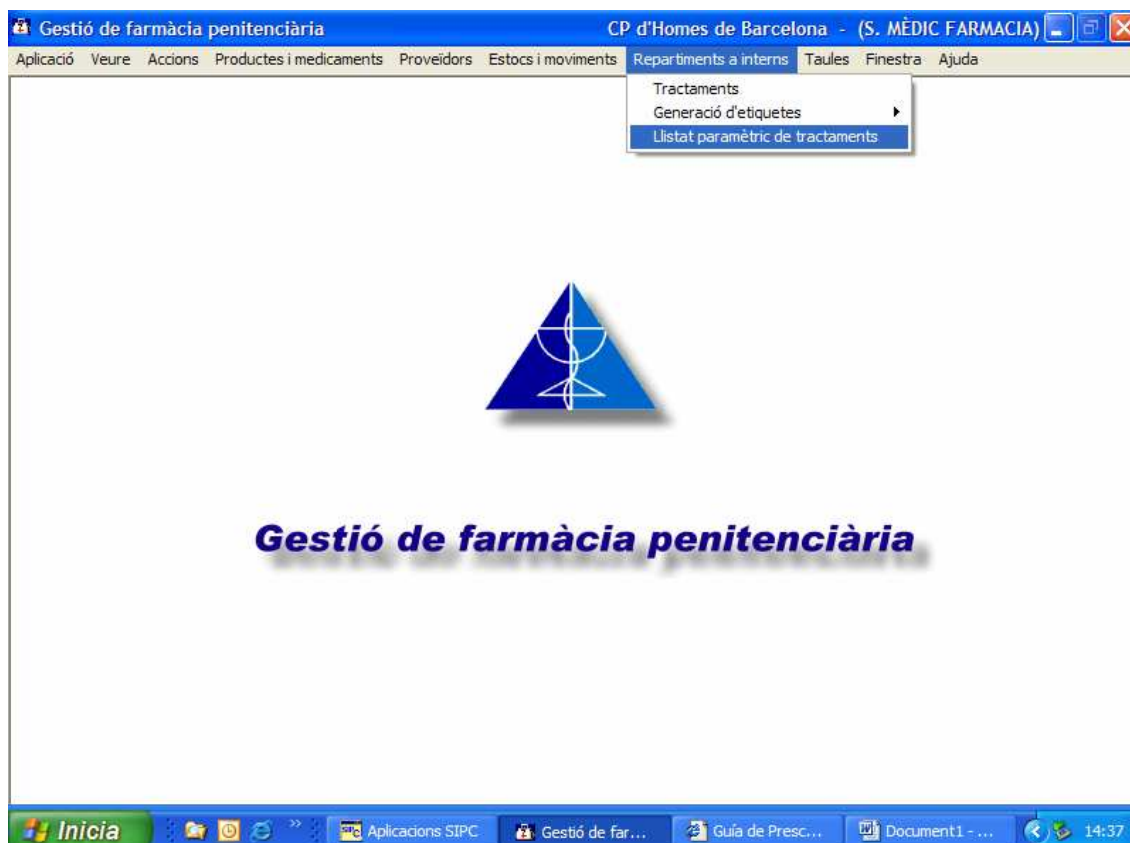 Gestió de farmàcia penitenciària CP d'Homes de Barcelona - (S. MÈDIC FARMACIA)
Aplicació Veure Accions Productes i medicaments Proveïdors Estocs i moviments Repartiments a interns Taules Finestra Ajuda
Tractaments
Generació d'etiquetes
Llistat paramètric de tractaments
Gestió de farmàcia penitenciària
Inicia Aplicacions SIPC Gestió de far... Guía de Presc... Document1 - ... 14:37